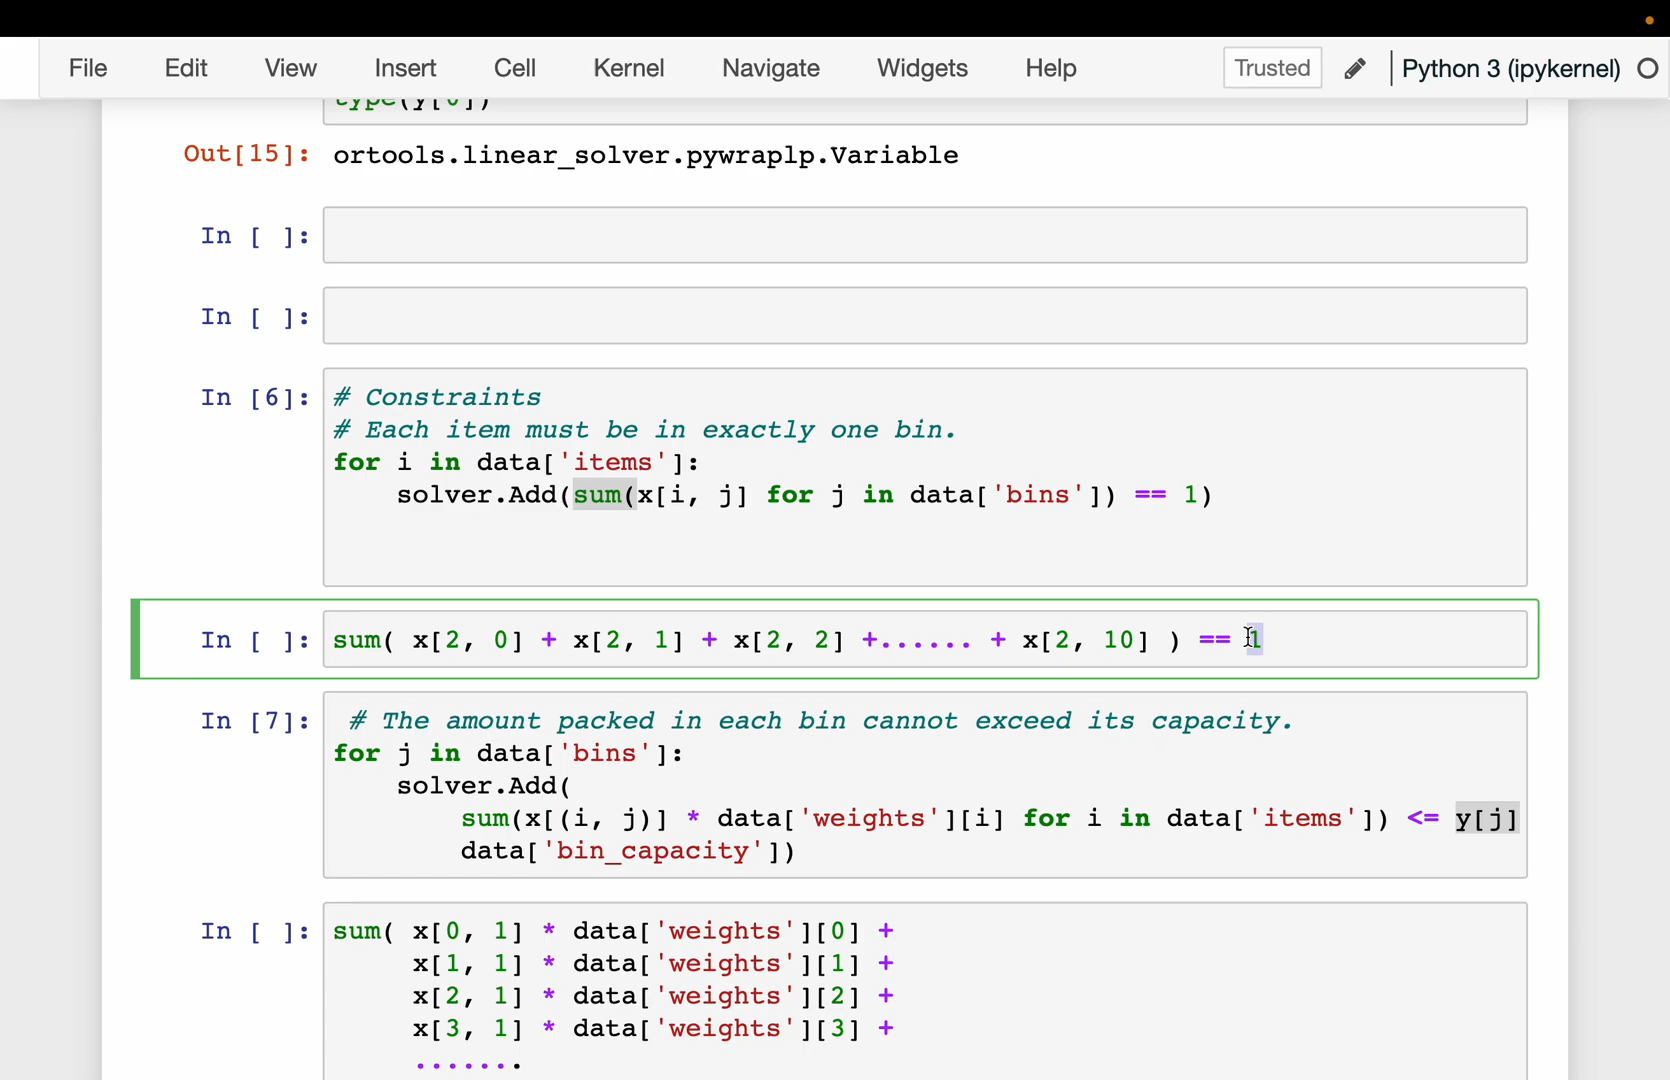 File Edit View Insert Cell Kernel Navigate Widgets Help Trusted Python 3 (ipykernel)
type(y[0])
Out[15]: ortools.linear_solver.pywraplp.Variable
In [ ]:
In [ ]:
In [6]: # Constraints
# Each item must be in exactly one bin.
for i in data['items']:
    solver.Add(sum(x[i, j] for j in data['bins']) == 1)
In [ ]: sum( x[2, 0] + x[2, 1] + x[2, 2] +...... + x[2, 10] ) == 1
In [7]: # The amount packed in each bin cannot exceed its capacity.
for j in data['bins']:
    solver.Add(
        sum(x[(i, j)] * data['weights'][i] for i in data['items']) <= y[j]
        data['bin_capacity'])
In [ ]: sum( x[0, 1] * data['weights'][0] +
     x[1, 1] * data['weights'][1] +
     x[2, 1] * data['weights'][2] +
     x[3, 1] * data['weights'][3] +
     .......